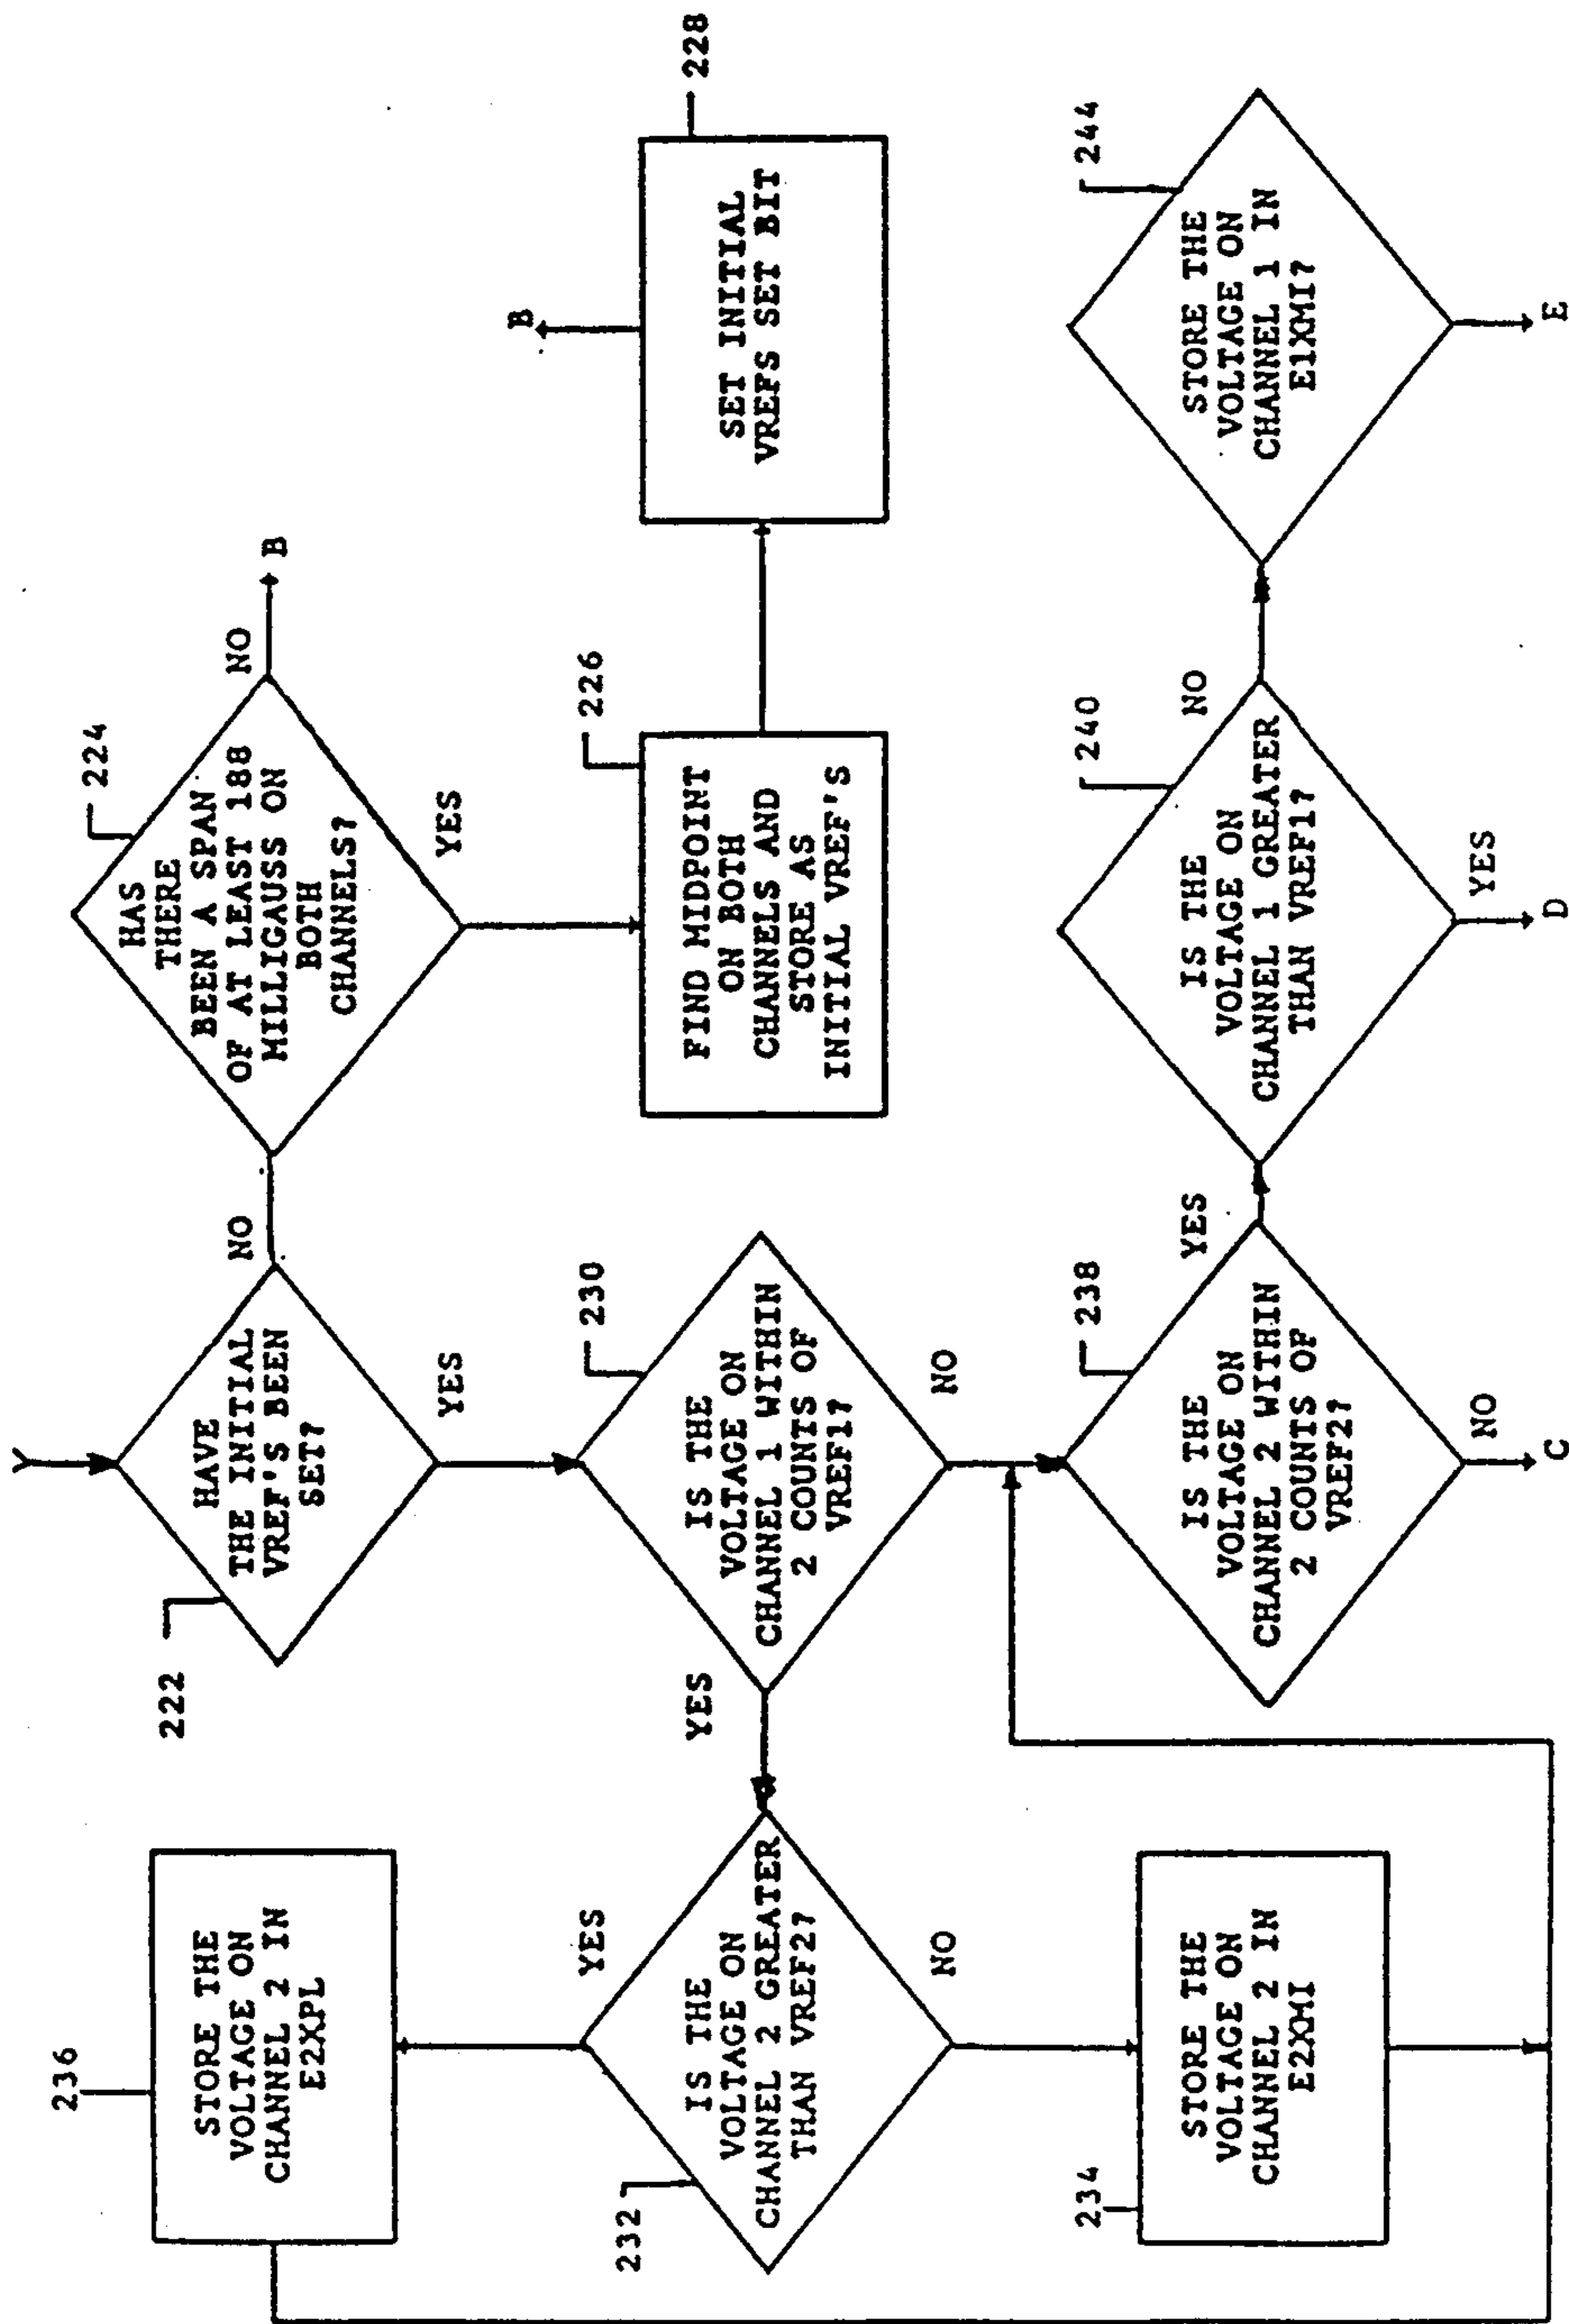 Y
222
HAVE
THE INITIAL
VREF'S BEEN
SET?
NO
YES
224
HAS
THERE
BEEN A SPAN
OF AT LEAST 188
MILLIGAUSS ON
BOTH
CHANNELS?
NO
B
YES
226
FIND MIDPOINT
ON BOTH
CHANNELS AND
STORE AS
INITIAL VREF'S
228
SET INITIAL
VREFS SET BIT
B
230
IS THE
VOLTAGE ON
CHANNEL 1 WITHIN
2 COUNTS OF
VREF1?
YES
NO
232
IS THE
VOLTAGE ON
CHANNEL 2 GREATER
THAN VREF2?
YES
NO
236
STORE THE
VOLTAGE ON
CHANNEL 2 IN
E2XPL
234
STORE THE
VOLTAGE ON
CHANNEL 2 IN
E2XMI
238
IS THE
VOLTAGE ON
CHANNEL 2 WITHIN
2 COUNTS OF
VREF2?
YES
NO
C
240
IS THE
VOLTAGE ON
CHANNEL 1 GREATER
THAN VREF1?
NO
YES
D
244
STORE THE
VOLTAGE ON
CHANNEL 1 IN
E1XMI?
E